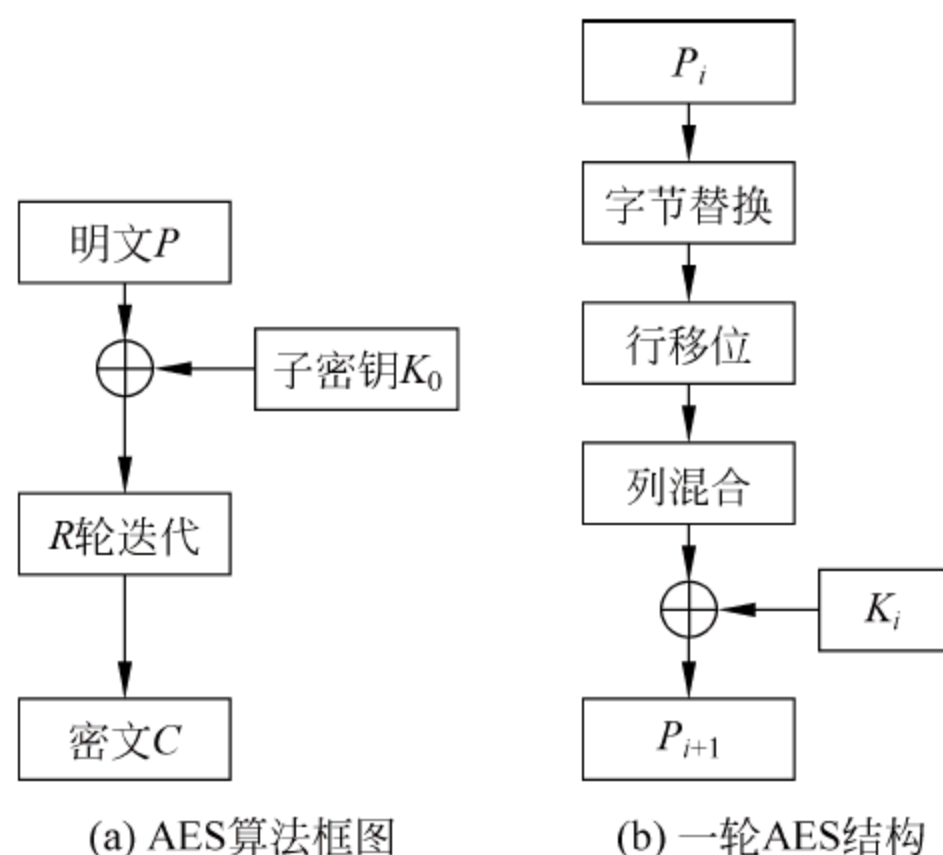 明文P
子密钥K₀
R轮迭代
密文C
(a) AES算法框图
Pᵢ
字节替换
行移位
列混合
Kᵢ
Pᵢ₊₁
(b) 一轮AES结构